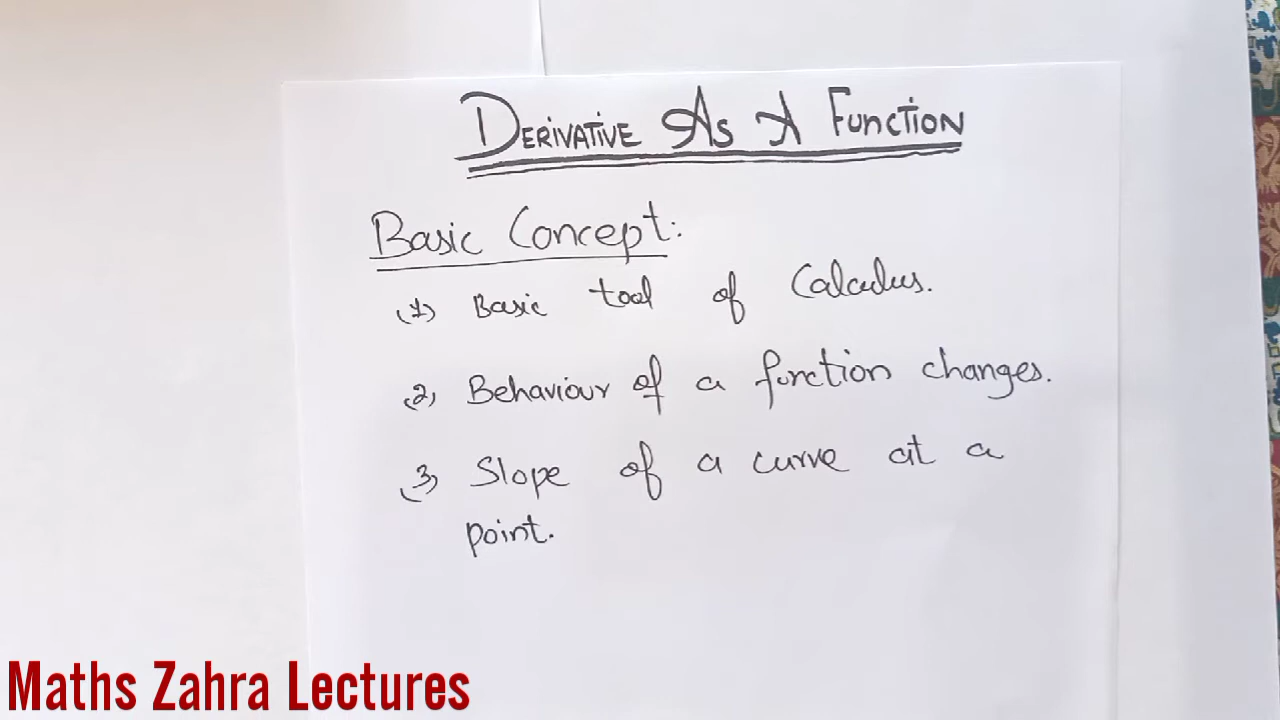 DERIVATIVE AS A FUNCTION
Basic Concept:
(1) Basic tool of Calculus.
(2) Behaviour of a function changes.
(3) Slope of a curve at a
point.
Maths Zahra Lectures